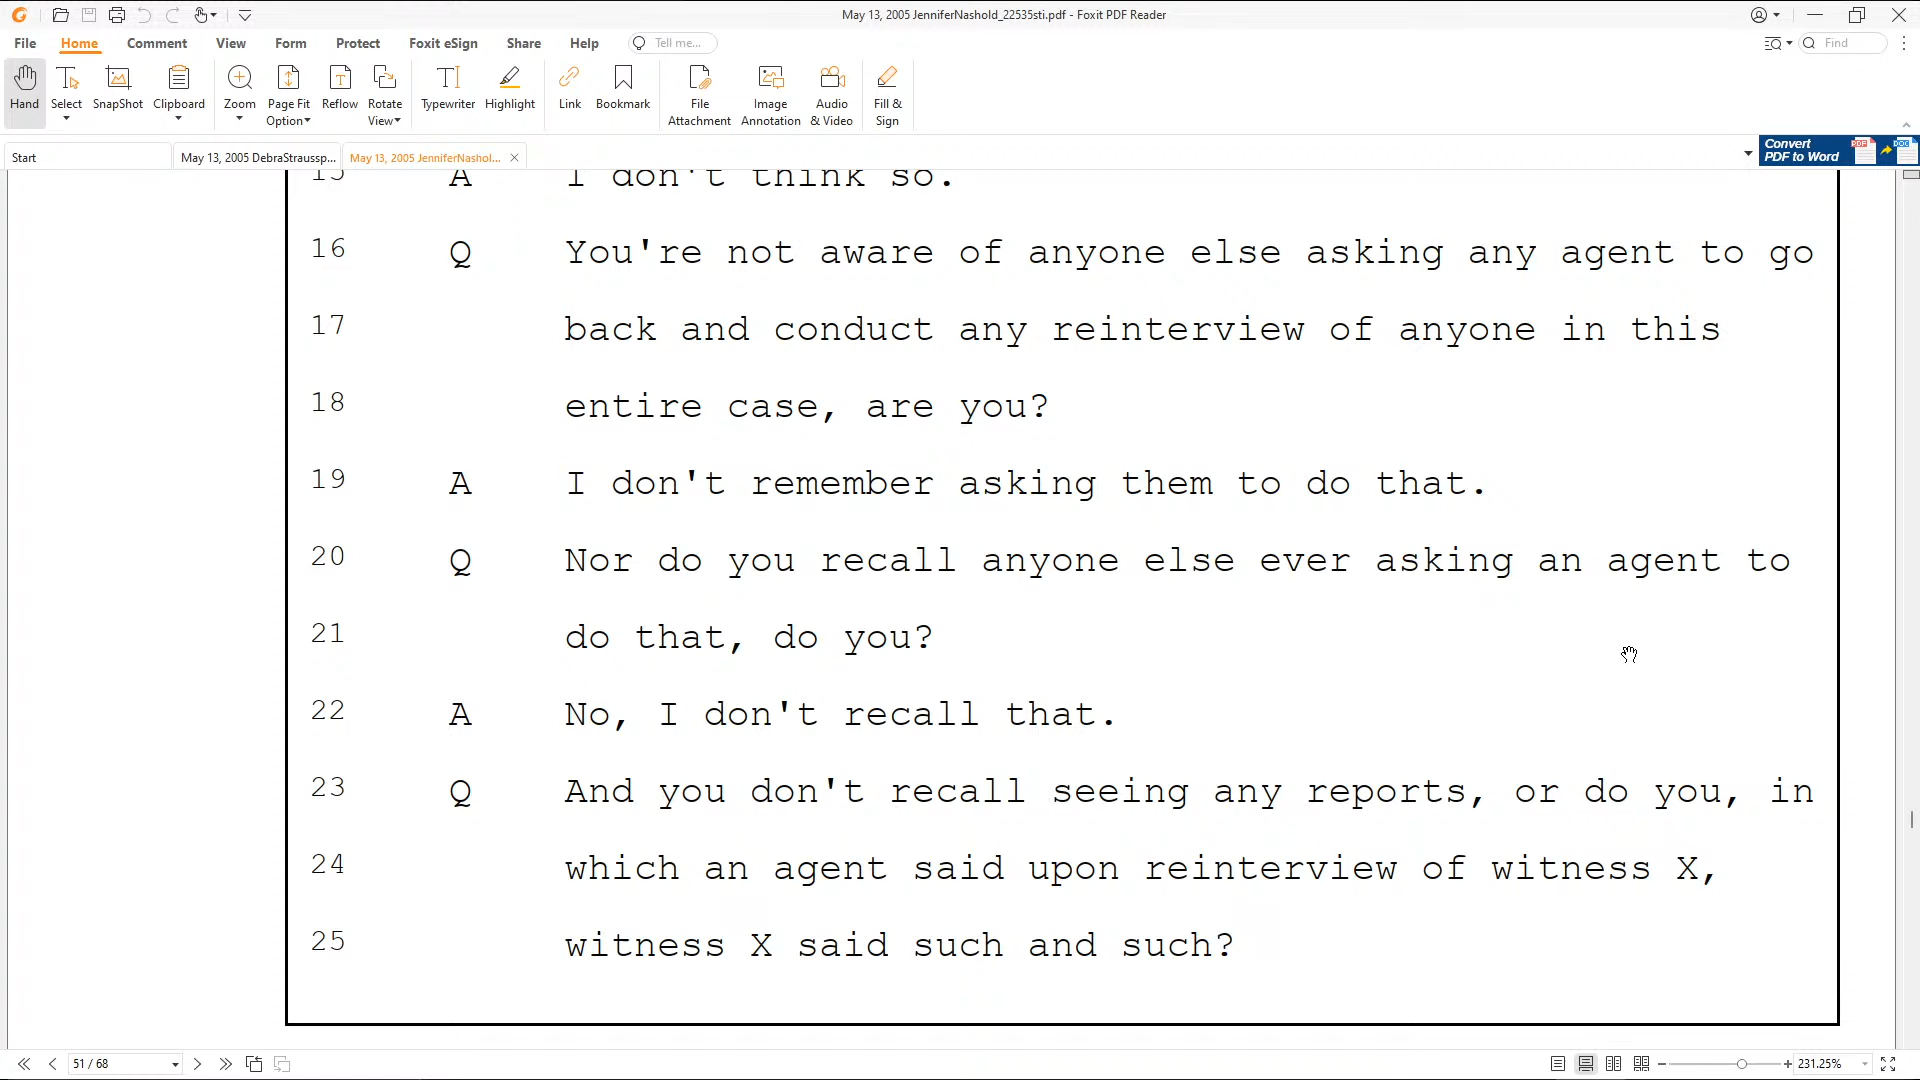 May 13, 2005 JenniferNashold_22535sti.pdf - Foxit PDF Reader
File Home Comment View Form Protect Foxit eSign Share Help Tell me... Find
Hand Select SnapShot Clipboard Zoom Page Fit Option Reflow Rotate View Typewriter Highlight Link Bookmark File Attachment Image Annotation Audio & Video Fill & Sign
Start May 13, 2005 DebraStraussp... May 13, 2005 JenniferNashol... Convert PDF to Word PDF DOC
15 A I don't think so.
16 Q You're not aware of anyone else asking any agent to go
17 back and conduct any reinterview of anyone in this
18 entire case, are you?
19 A I don't remember asking them to do that.
20 Q Nor do you recall anyone else ever asking an agent to
21 do that, do you?
22 A No, I don't recall that.
23 Q And you don't recall seeing any reports, or do you, in
24 which an agent said upon reinterview of witness X,
25 witness X said such and such?
51 / 68 231.25%